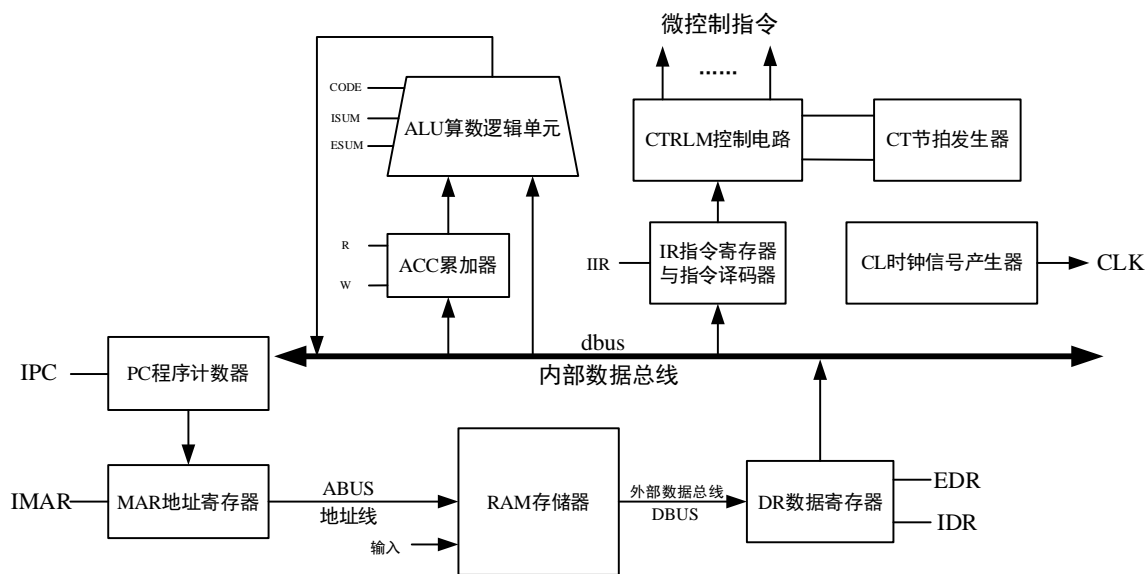 微控制指令
......
CODE
ISUM
ESUM
ALU算数逻辑单元
CTRLM控制电路
CT节拍发生器
R
W
ACC累加器
IIR
IR指令寄存器
与指令译码器
CL时钟信号产生器
CLK
dbus
内部数据总线
IPC
PC程序计数器
IMAR
MAR地址寄存器
ABUS
地址线
输入
RAM存储器
外部数据总线
DBUS
DR数据寄存器
EDR
IDR